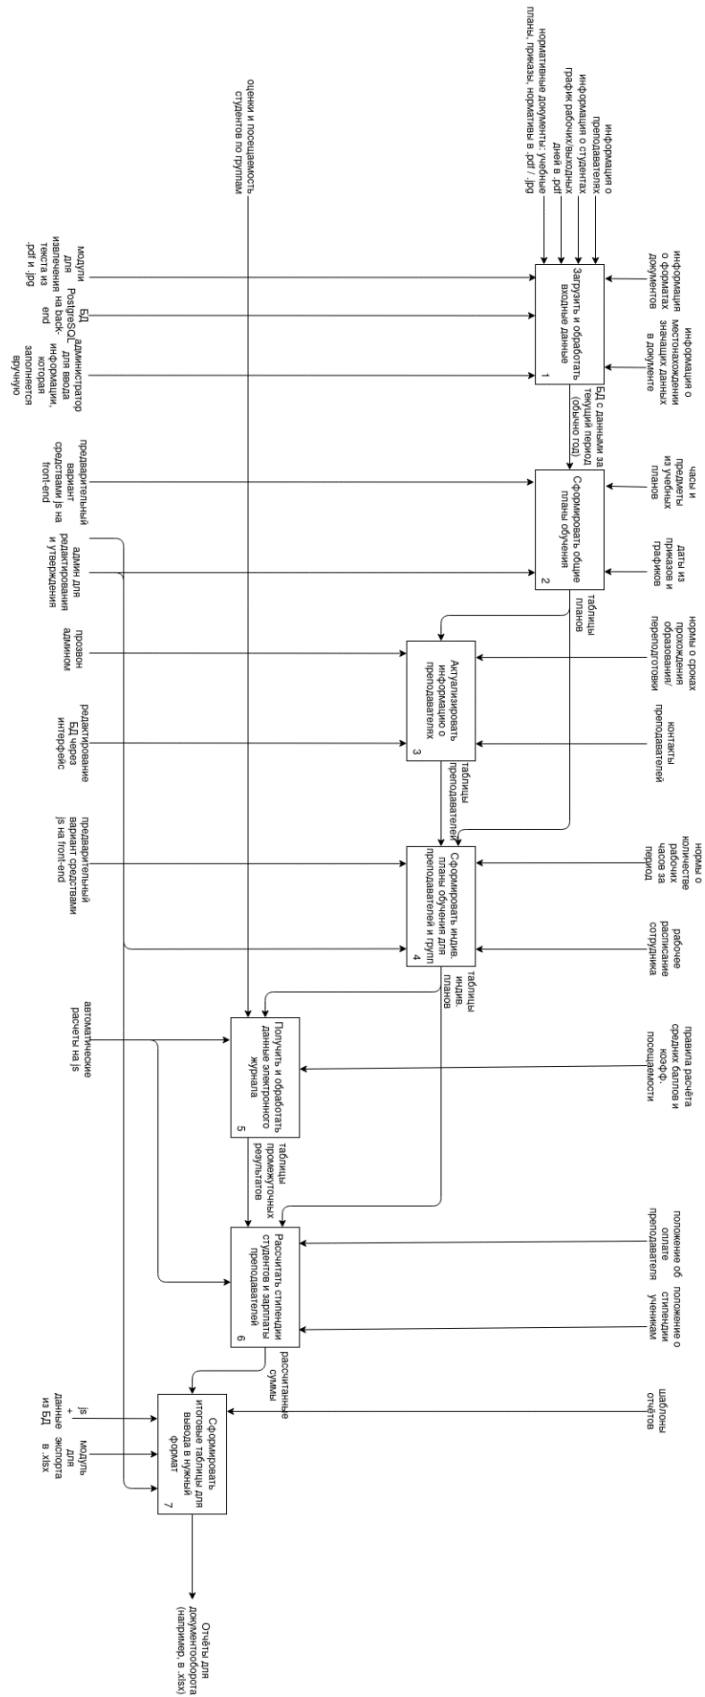 информация о
преподавателях
информация о студентах
график рабочих/выходных
дней в .pdf
нормативные документы: учебные
планы, приказы, нормативы в .pdf / .jpg
оценки и посещаемость
студентов по группам
информация
о форматах
документов
информация о
местонахождении
значащих данных
в документе
Загрузить и обработать
входные данные
1
модули
для
извлечения
текста из
.pdf и .jpg
БД
PostgreSQL
на back-
end
администратор
для ввода
информации,
которая
заполняется
вручную
БД с данными за
текущий период
(обычно год)
часы и
предметы
из учебных
планов
даты из
приказов и
графиков
Сформировать общие
планы обучения
2
предварительный
вариант
средствами js на
front-end
админ для
редактирования
и утверждения
таблицы
планов
нормы о сроках
прохождения
образования/
переподготовки
контакты
преподавателей
Актуализировать
информацию о
преподавателях
3
прозвон
админом
редактирование
БД через
интерфейс
таблицы
преподавателей
нормы о
количестве
рабочих
часов за
период
рабочее
расписание
сотрудника
Сформировать индив.
планы обучения для
преподавателей и групп
4
предварительный
вариант средствами
js на front-end
таблицы
индив.
планов
правила расчёта
средних баллов и
коэфф.
посещаемости
Получить и обработать
данные электронного
журнала
5
автоматические
расчеты на js
таблицы
промежуточных
результатов
положение об
оплате
преподавателя
положение о
стипендии
ученикам
Рассчитать стипендии
студентов и зарплаты
преподавателей
6
рассчитанные
суммы
шаблоны
отчётов
Сформировать
итоговые таблицы для
вывода в нужный
формат
7
js
+
данные
из БД
модуль
для
экспорта
в .xlsx
Отчёты для
документооборота
(например, в .xlsx)